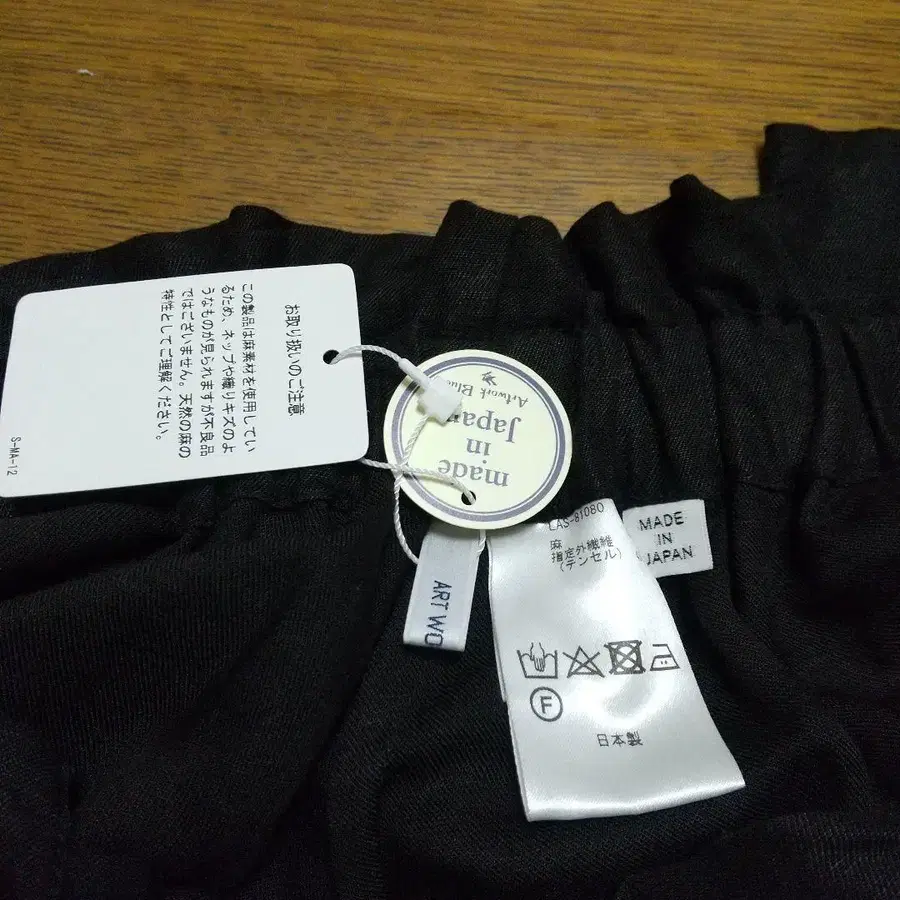 お取り扱いのご注意
この製品は麻素材を使用してい
るため、ネップや織りキズのよ
うなものが見られますが不良品
ではございません。天然の麻の
特性としてご理解ください。
S-MA-12
made
in
Japan
Artwork Blue
ART WO
CAS-81080
麻
指定外繊維
(テンセル)
F
日本製
MADE
IN
JAPAN